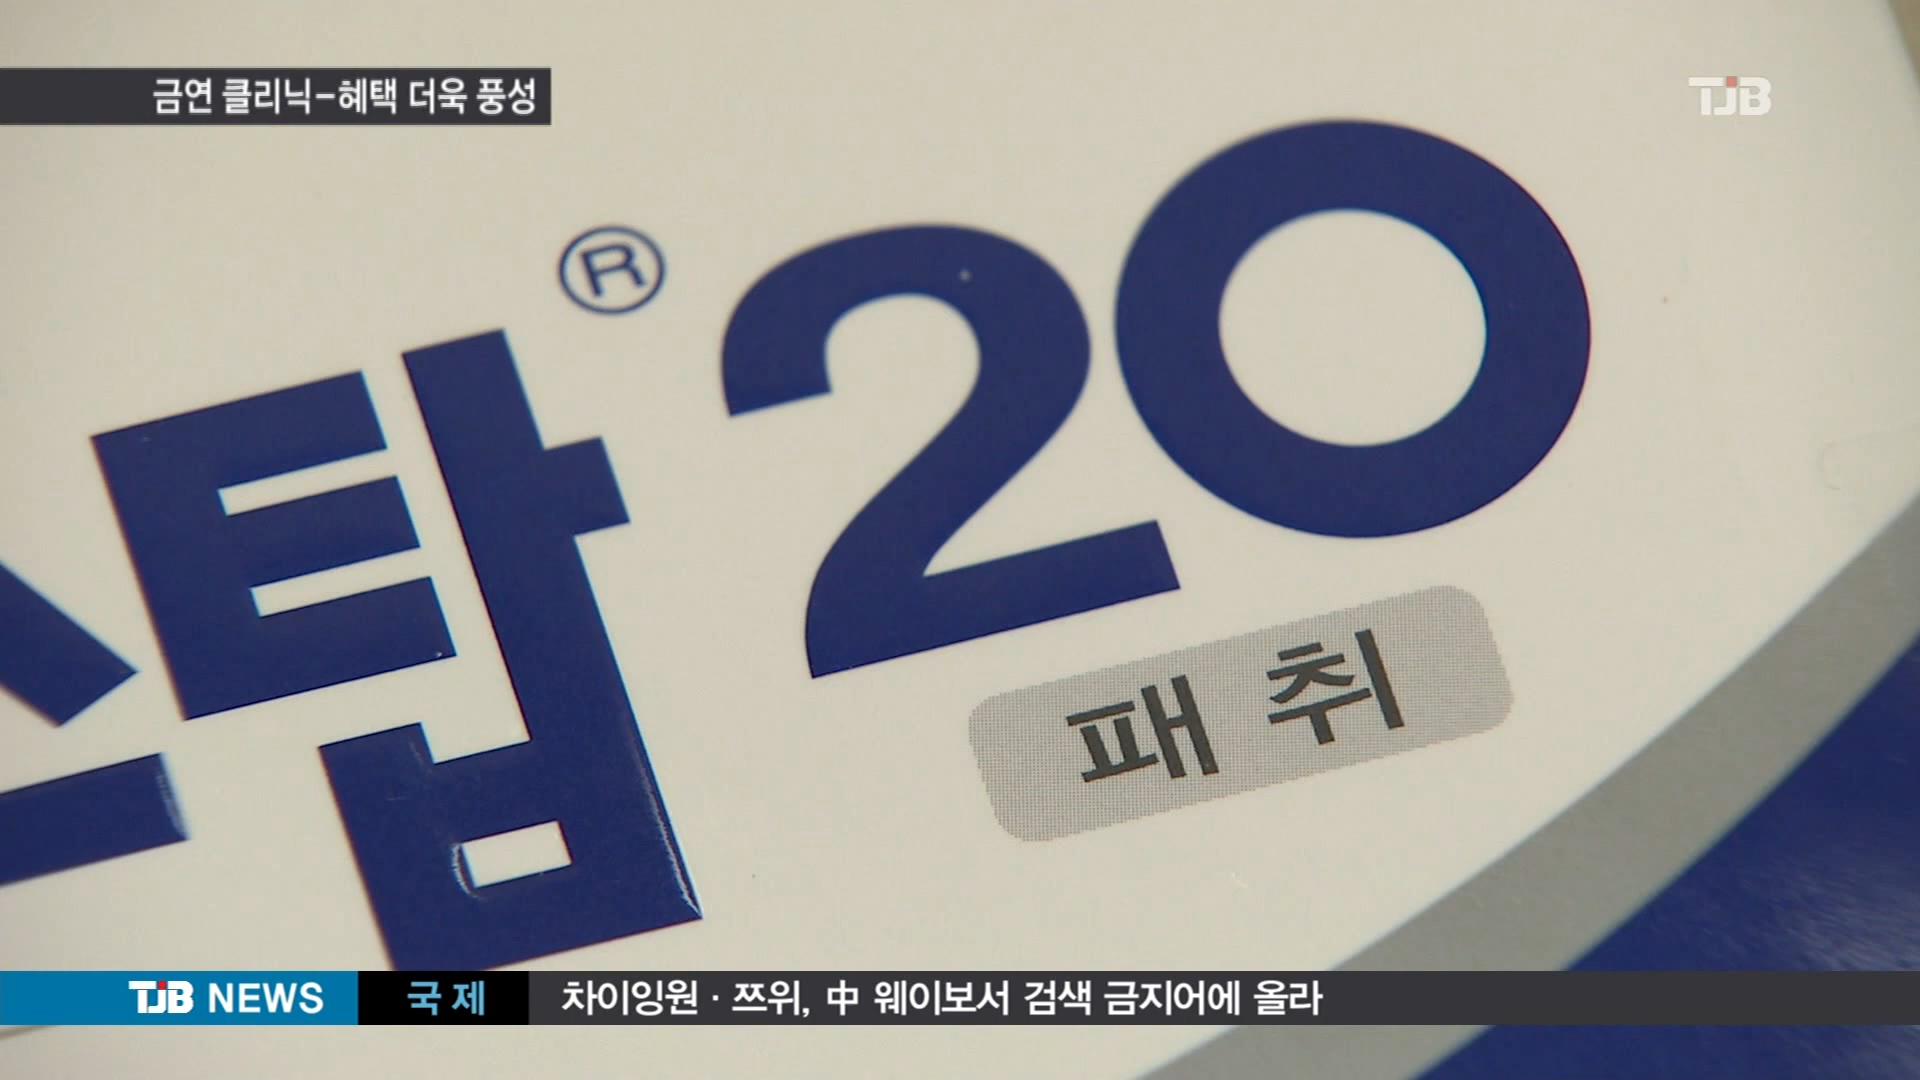 금연 클리닉-혜택 더욱 풍성
TJB
스탑® 20
패취
TJB NEWS 국제 차이잉원·쯔위, 中 웨이보서 검색 금지어에 올라